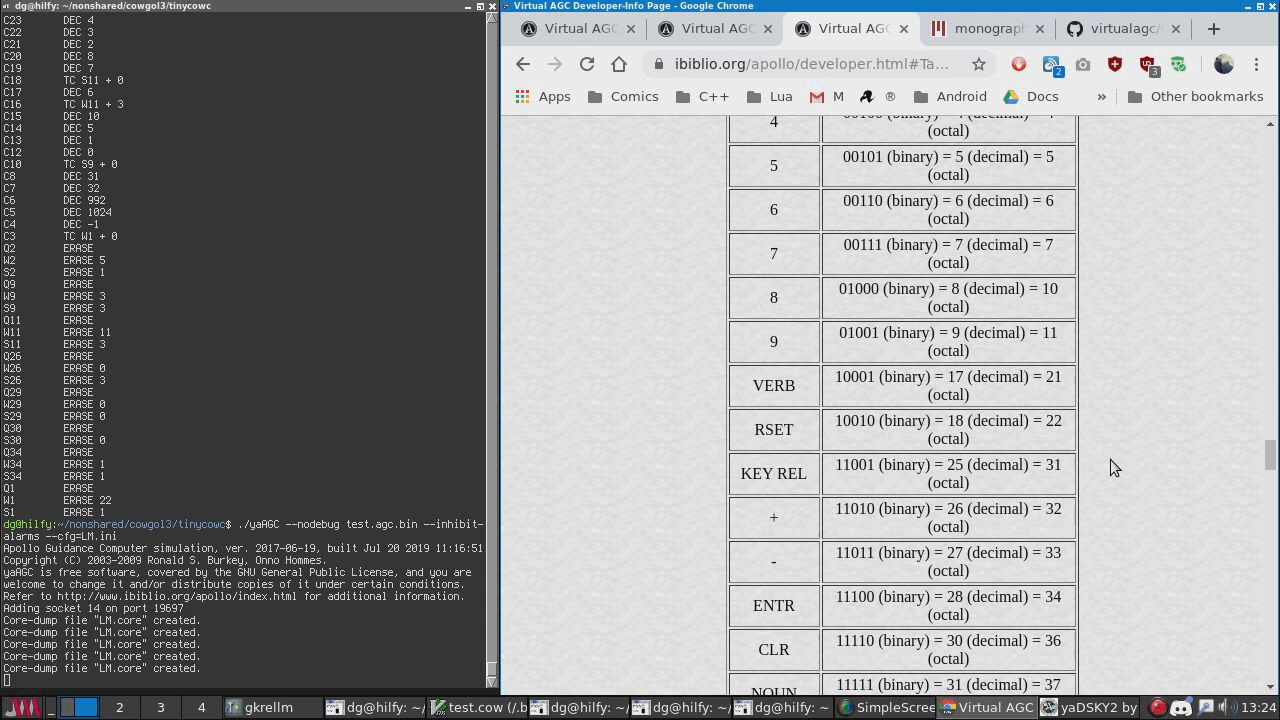 dg@hilfy: ~/nonshared/cowgol3/tinycowc
C23 DEC 4
C22 DEC 3
C21 DEC 2
C20 DEC 8
C19 DEC 7
C18 TC S11 + 0
C17 DEC 6
C16 TC W11 + 3
C15 DEC 10
C14 DEC 5
C13 DEC 1
C12 DEC 0
C10 TC S9 + 0
C8 DEC 31
C7 DEC 32
C6 DEC 992
C5 DEC 1024
C4 DEC -1
C3 TC W1 + 0
Q2 ERASE
W2 ERASE 5
S2 ERASE 1
Q9 ERASE
W9 ERASE 3
S9 ERASE 3
Q11 ERASE
W11 ERASE 11
S11 ERASE 3
Q26 ERASE
W26 ERASE 0
S26 ERASE 3
Q29 ERASE
W29 ERASE 0
S29 ERASE 0
Q30 ERASE
S30 ERASE 0
Q34 ERASE
W34 ERASE 1
S34 ERASE 1
Q1 ERASE
W1 ERASE 22
S1 ERASE 1
dg@hilfy:~/nonshared/cowgol3/tinycowc$ ./yaAGC --nodebug test.agc.bin --inhibit-
alarms --cfg=LM.ini
Apollo Guidance Computer simulation, ver. 2017-06-19, built Jul 20 2019 11:16:51
Copyright (C) 2003-2009 Ronald S. Burkey, Onno Hommes.
yaAGC is free software, covered by the GNU General Public License, and you are
welcome to change it and/or distribute copies of it under certain conditions.
Refer to http://www.ibiblio.org/apollo/index.html for additional information.
Adding socket 14 on port 19697
Core-dump file "LM.core" created.
Core-dump file "LM.core" created.
Core-dump file "LM.core" created.
Core-dump file "LM.core" created.
Core-dump file "LM.core" created.
Virtual AGC Developer-Info Page - Google Chrome
Virtual AGC Virtual AGC Virtual AGC monograph virtualagc/
ibiblio.org/apollo/developer.html#Ta... 2 3
Apps Comics C++ Lua M ® Android Docs » Other bookmarks
4 00100 (binary) = 4 (decimal) = 4
(octal)
5 00101 (binary) = 5 (decimal) = 5
(octal)
6 00110 (binary) = 6 (decimal) = 6
(octal)
7 00111 (binary) = 7 (decimal) = 7
(octal)
8 01000 (binary) = 8 (decimal) = 10
(octal)
9 01001 (binary) = 9 (decimal) = 11
(octal)
VERB 10001 (binary) = 17 (decimal) = 21
(octal)
RSET 10010 (binary) = 18 (decimal) = 22
(octal)
KEY REL 11001 (binary) = 25 (decimal) = 31
(octal)
+ 11010 (binary) = 26 (decimal) = 32
(octal)
- 11011 (binary) = 27 (decimal) = 33
(octal)
ENTR 11100 (binary) = 28 (decimal) = 34
(octal)
CLR 11110 (binary) = 30 (decimal) = 36
(octal)
NOUN 11111 (binary) = 31 (decimal) = 37
2 3 4 gkrellm dg@hilfy: ~/ test.cow (/.b dg@hilfy: ~/ dg@hilfy: ~/ dg@hilfy: ~/ SimpleScree Virtual AGC yaDSKY2 by 13:24